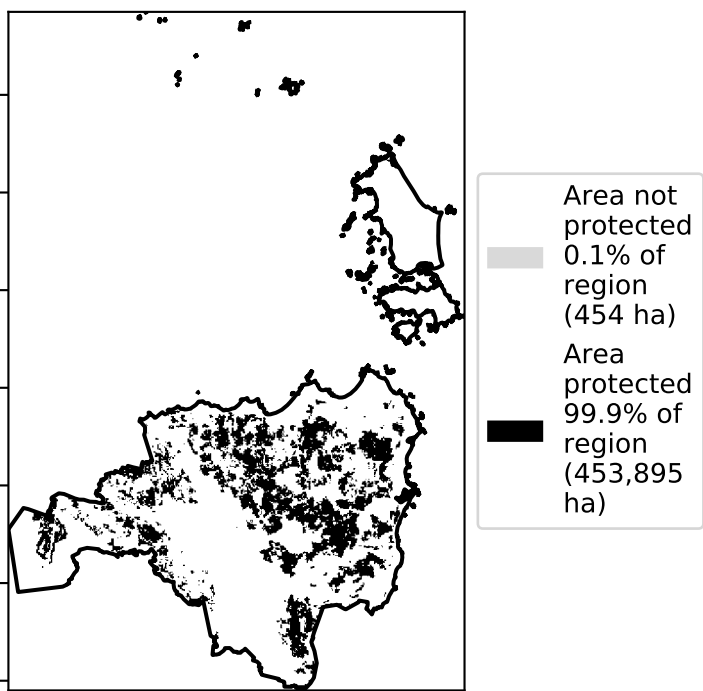 Area not
protected
0.1% of
region
(454 ha)
Area
protected
99.9% of
region
(453,895
ha)